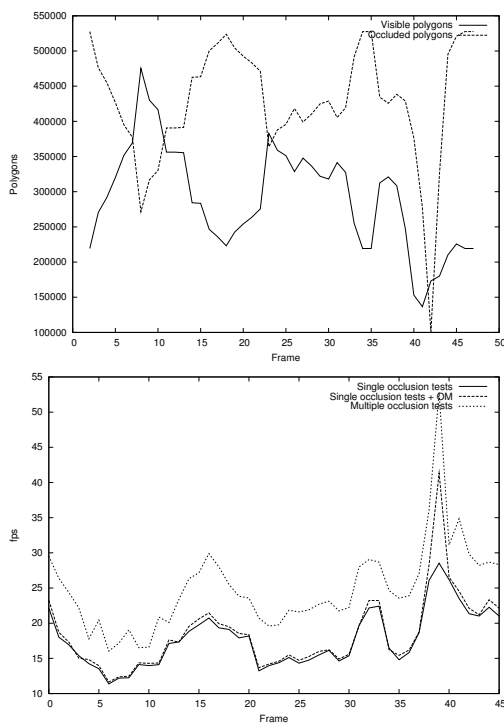 550000
500000
450000
400000
350000
300000
250000
200000
150000
100000
Polygons
Visible polygons
Occluded polygons
0 5 10 15 20 25 30 35 40 45 50
Frame
55
50
45
40
35
30
25
20
15
10
fps
Single occlusion tests
Single occlusion tests + OM
Multiple occlusion tests
0 5 10 15 20 25 30 35 40 45
Frame